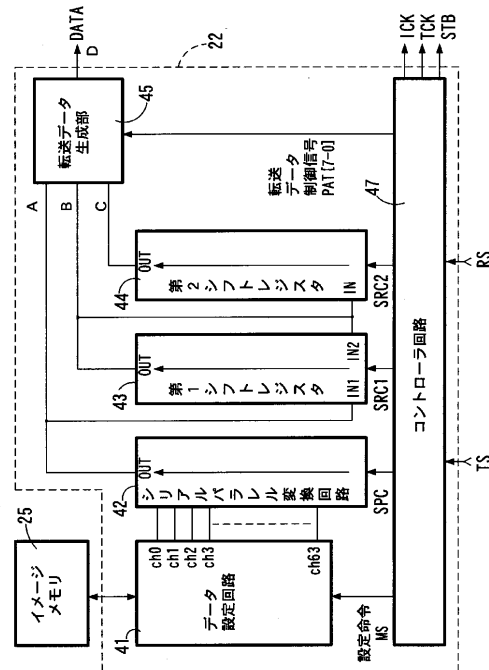 25
イメージ
メモリ
22
41
データ
設定回路
ch0
ch1
ch2
ch3
ch63
42
OUT
シリアルパラレル変換回路
43
OUT
第1シフトレジスタ
IN1
IN2
44
OUT
第2シフトレジスタ
IN
A
B
C
転送データ
生成部
45
DATA
D
転送
データ
制御信号
PAT[7-0]
設定命令
MS
SPC
SRC1
SRC2
47
コントローラ回路
ICK
TCK
STB
TS
RS